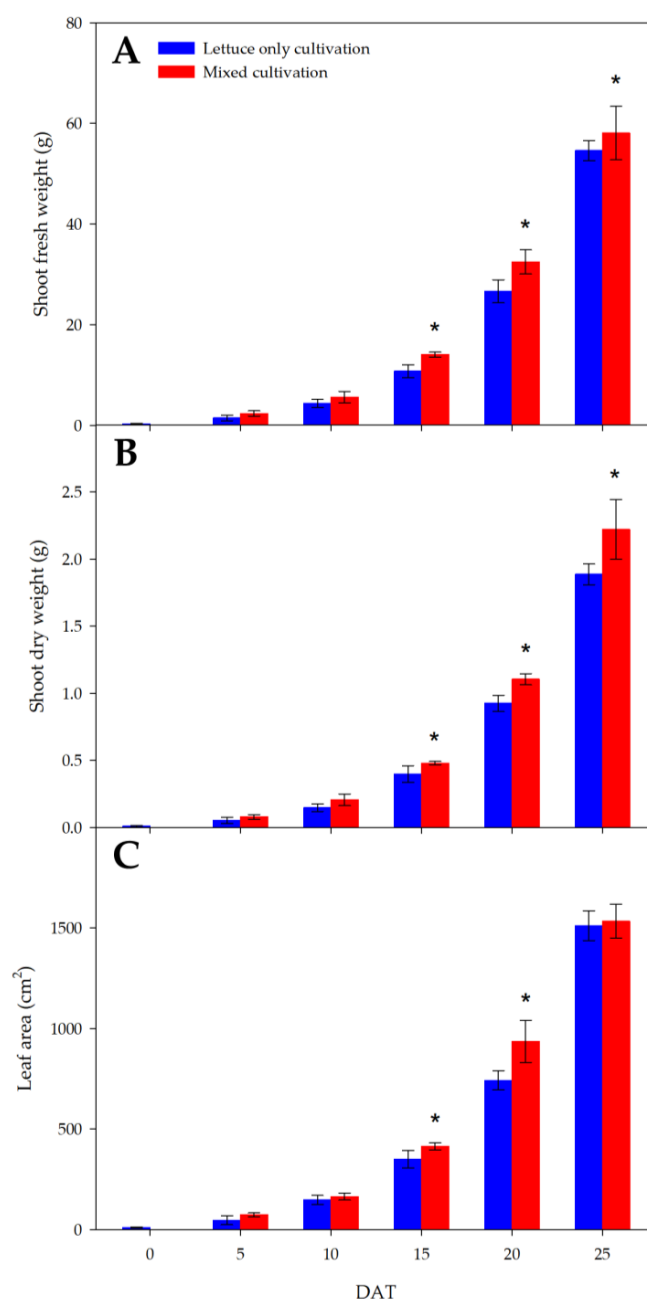 A
Lettuce only cultivation
Mixed cultivation
80
60
40
20
0
Shoot fresh weight (g)
*
*
*
B
2.5
2.0
1.5
1.0
0.5
0.0
Shoot dry weight (g)
*
*
*
C
1500
1000
500
0
Leaf area (cm²)
*
*
0 5 10 15 20 25
DAT